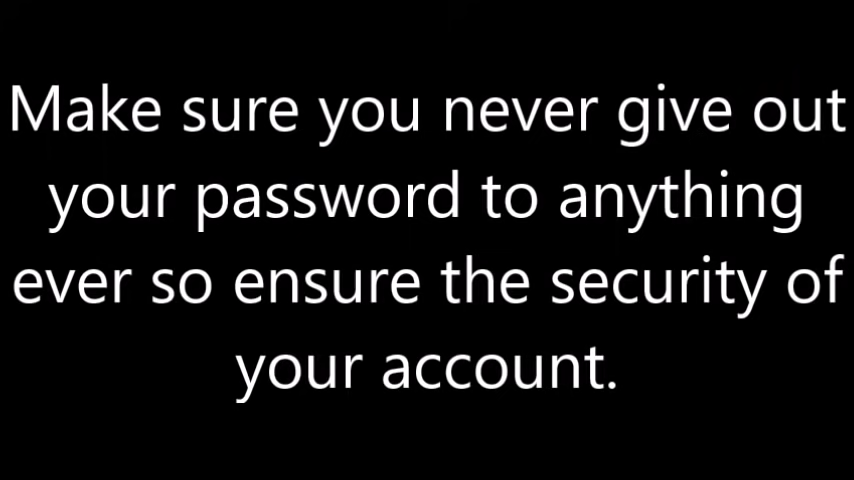 Make sure you never give out
your password to anything
ever so ensure the security of
your account.